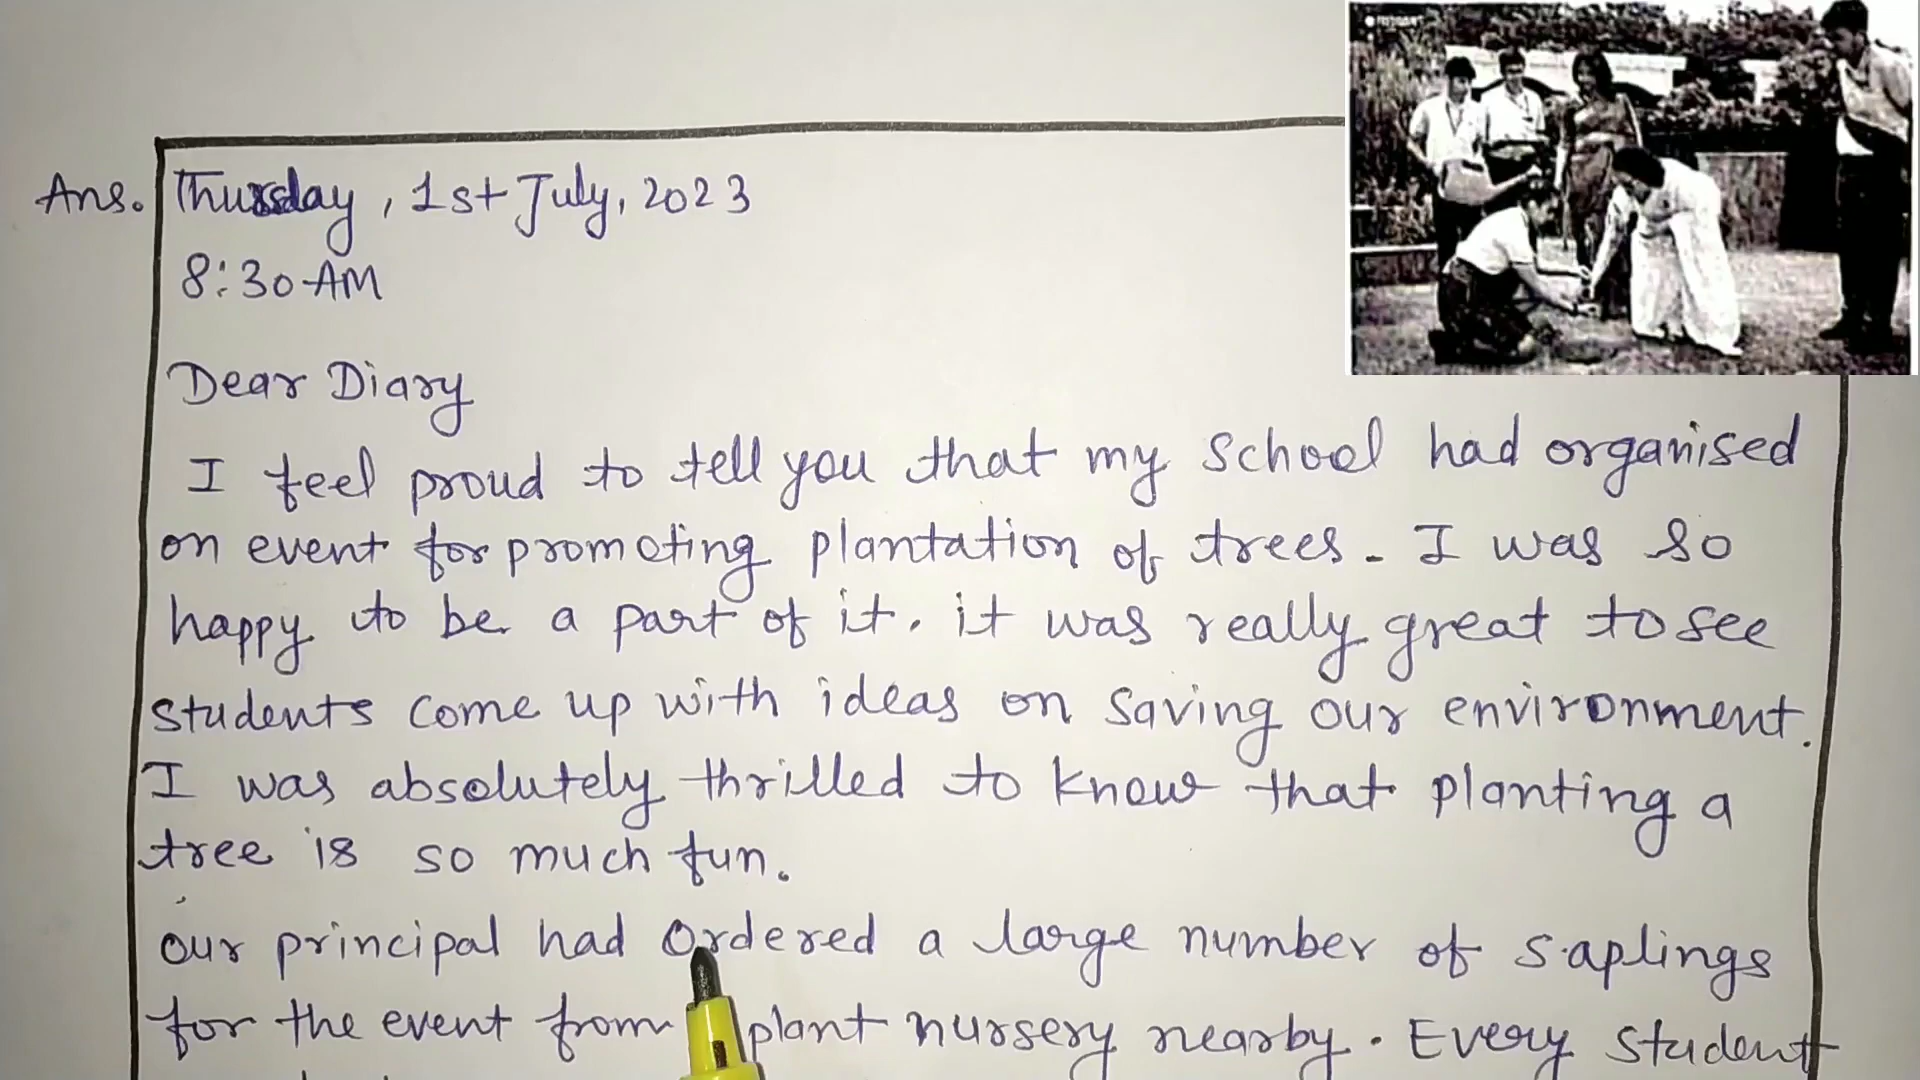 Ans. Thursday, 1st July, 2023
8:30 AM
Dear Diary
I feel proud to tell you that my school had organised
on event for promoting plantation of trees. I was so
happy to be a part of it. it was really great to see
students come up with ideas on saving our environment.
I was absolutely thrilled to know that planting a
tree is so much fun.
our principal had ordered a large number of saplings
for the event from plant nursery nearby. Every student